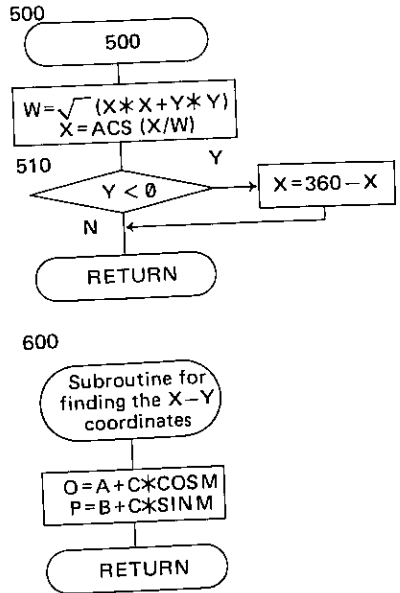 500
500
W=√ (X*X+Y*Y)
X=ACS (X/W)
510
Y
Y < 0
X=360−X
N
RETURN
600
Subroutine for
finding the X−Y
coordinates
O=A+C*COSM
P=B+C*SINM
RETURN